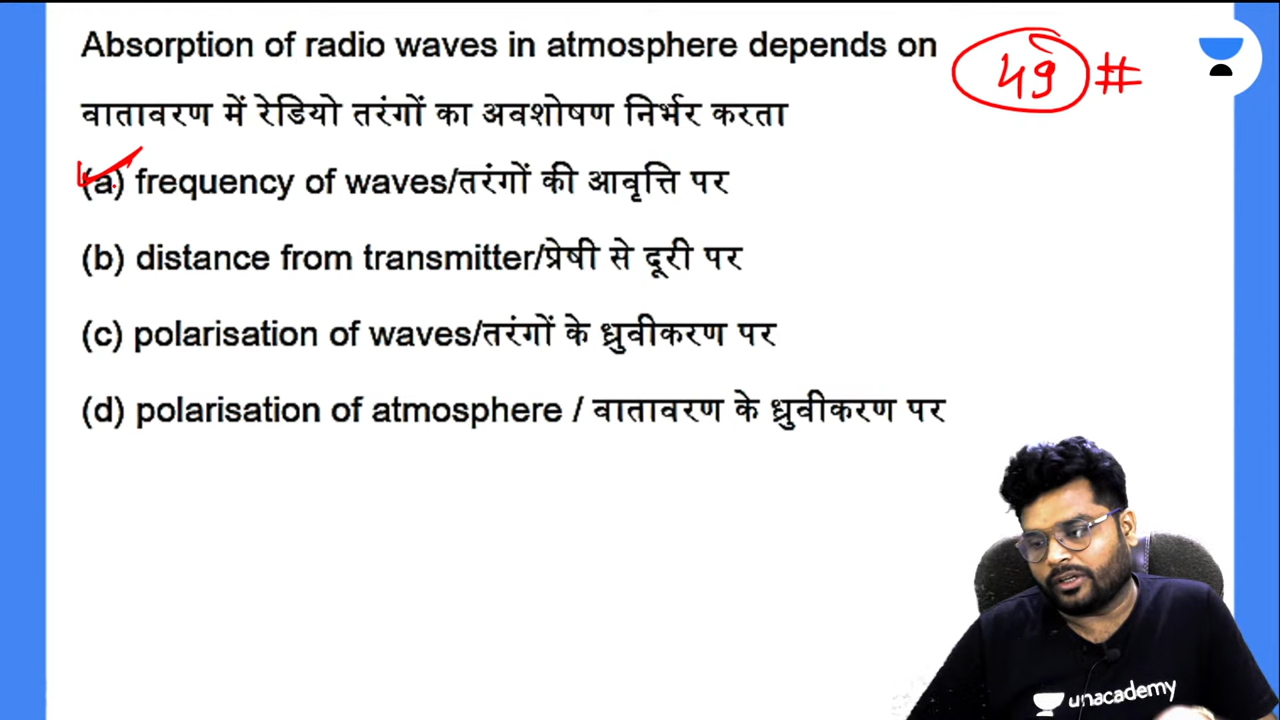 Absorption of radio waves in atmosphere depends on
वातावरण में रेडियो तरंगों का अवशोषण निर्भर करता
(a) frequency of waves/तरंगों की आवृत्ति पर
(b) distance from transmitter/प्रेषी से दूरी पर
(c) polarisation of waves/तरंगों के ध्रुवीकरण पर
(d) polarisation of atmosphere / वातावरण के ध्रुवीकरण पर
49 #
unacademy